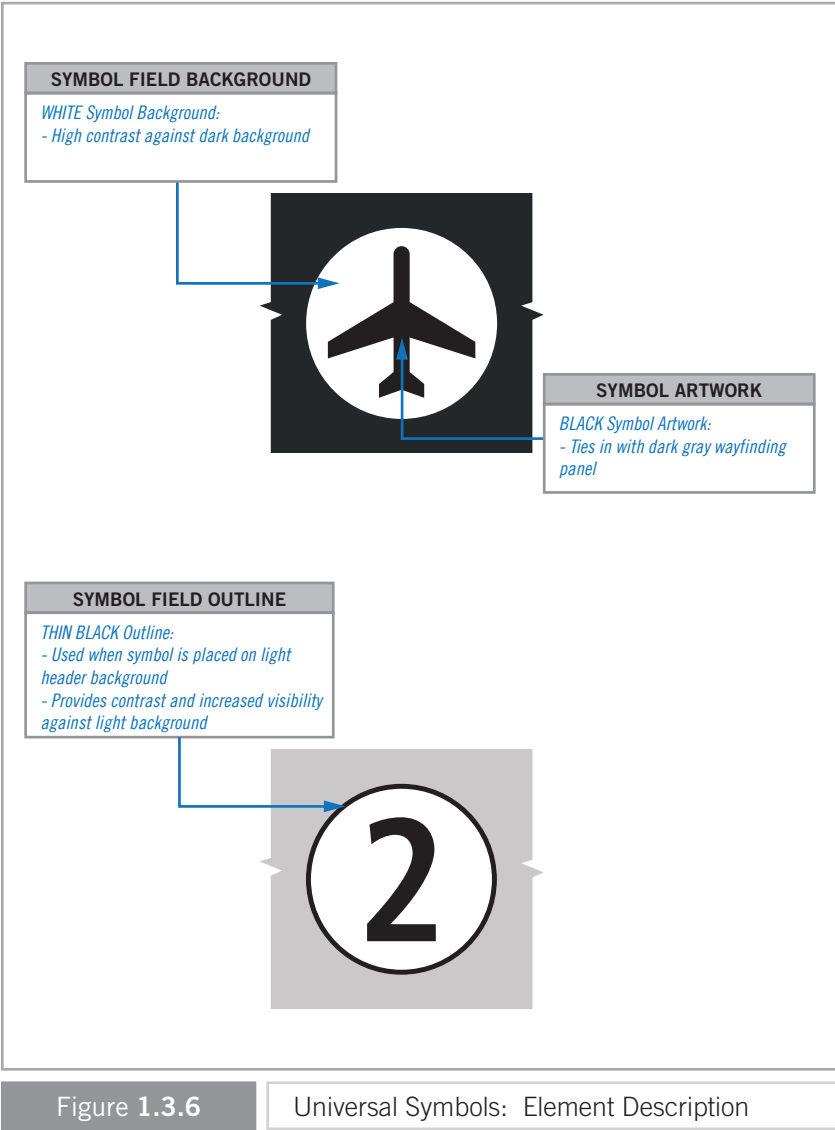 SYMBOL FIELD BACKGROUND
WHITE Symbol Background:
- High contrast against dark background
SYMBOL ARTWORK
BLACK Symbol Artwork:
- Ties in with dark gray wayfinding
panel
SYMBOL FIELD OUTLINE
THIN BLACK Outline:
- Used when symbol is placed on light
header background
- Provides contrast and increased visibility
against light background
2
Figure 1.3.6
Universal Symbols: Element Description